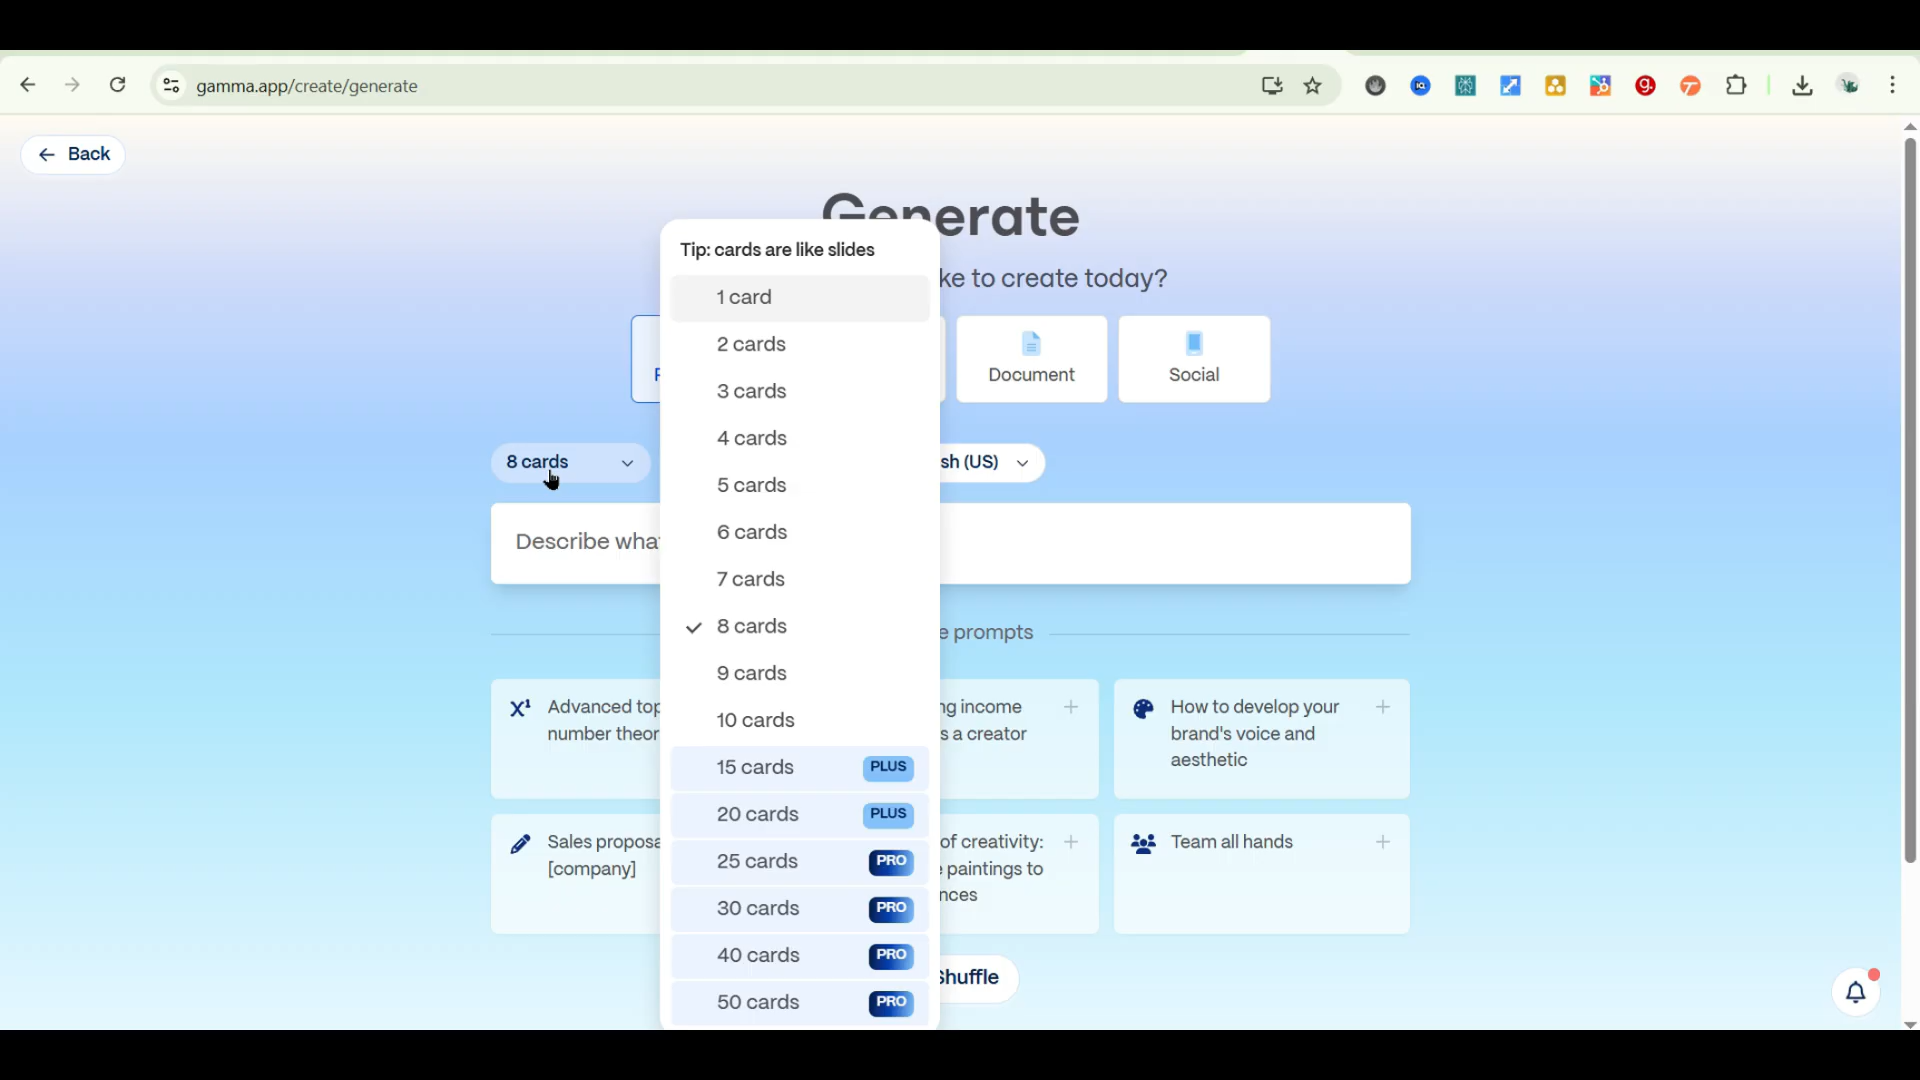 gamma.app/create/generate
Back
Generate
ke to create today?
Document
Social
8 cards
sh (US)
Describe what
e prompts
Tip: cards are like slides
1 card
2 cards
3 cards
4 cards
5 cards
6 cards
7 cards
8 cards
9 cards
10 cards
15 cards PLUS
20 cards PLUS
25 cards PRO
30 cards PRO
40 cards PRO
50 cards PRO
X¹ Advanced top
number theor
ng income
s a creator
How to develop your
brand's voice and
aesthetic
Sales proposa
[company]
of creativity:
paintings to
nces
Team all hands
Shuffle